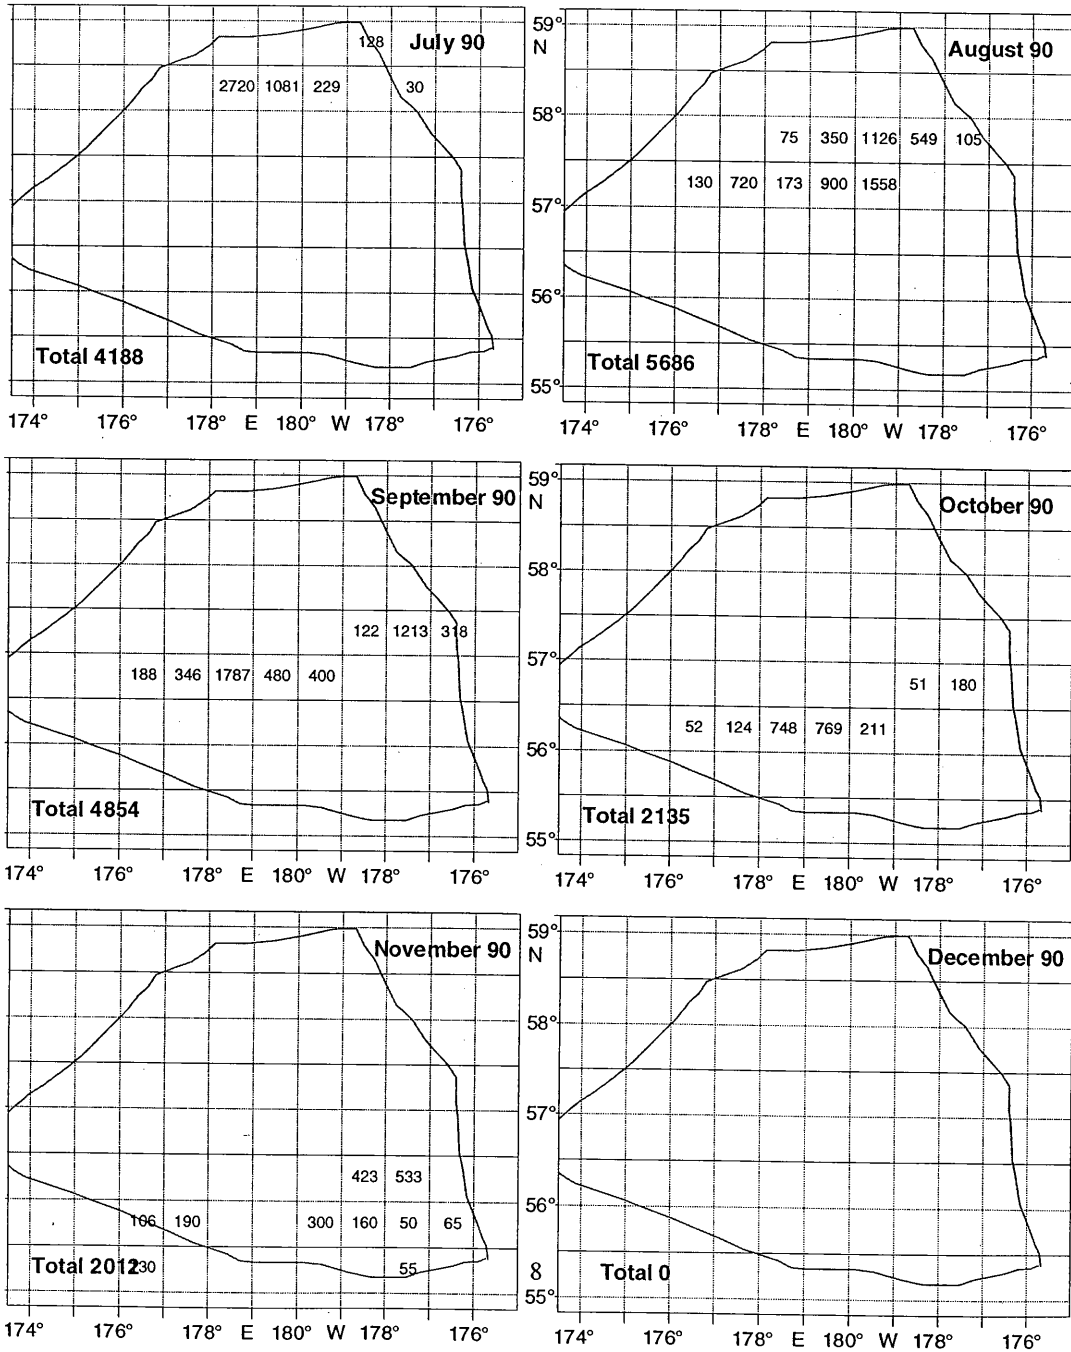 128 July 90
2720 1081 229 30
Total 4188
174° 176° 178° E 180° W 178° 176°
59°
N
August 90
58°
75 350 1126 549 105
130 720 173 900 1558
57°
56°
Total 5686
55°
174° 176° 178° E 180° W 178° 176°
September 90
122 1213 318
188 346 1787 480 400
Total 4854
174° 176° 178° E 180° W 178° 176°
59°
N
October 90
58°
57°
51 180
52 124 748 769 211
56°
Total 2135
55°
174° 176° 178° E 180° W 178° 176°
November 90
423 533
106 190 300 160 50 65
Total 2012 55
174° 176° 178° E 180° W 178° 176°
59°
N
December 90
58°
57°
56°
8
Total 0
55°
174° 176° 178° E 180° W 178° 176°